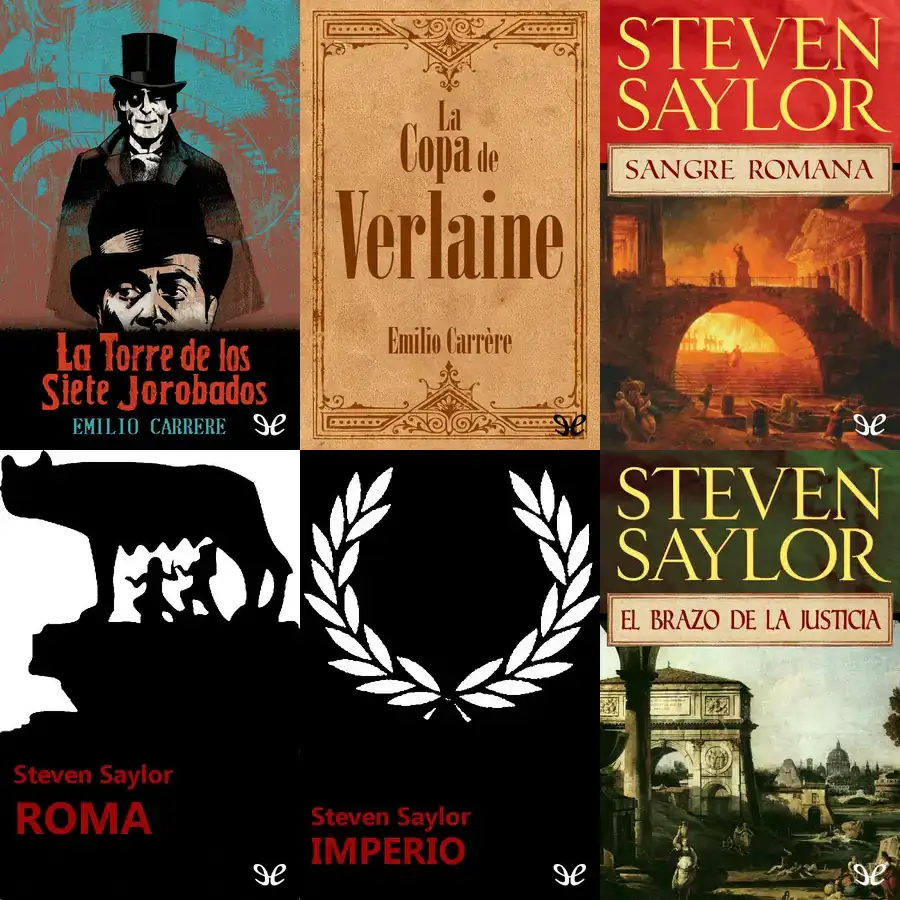 La Torre de los
Siete Jorobados
EMILIO CARRERE
La
Copa de
Verlaine
Emilio Carrère
STEVEN
SAYLOR
SANGRE ROMANA
Steven Saylor
ROMA
Steven Saylor
IMPERIO
STEVEN
SAYLOR
EL BRAZO DE LA JUSTICIA